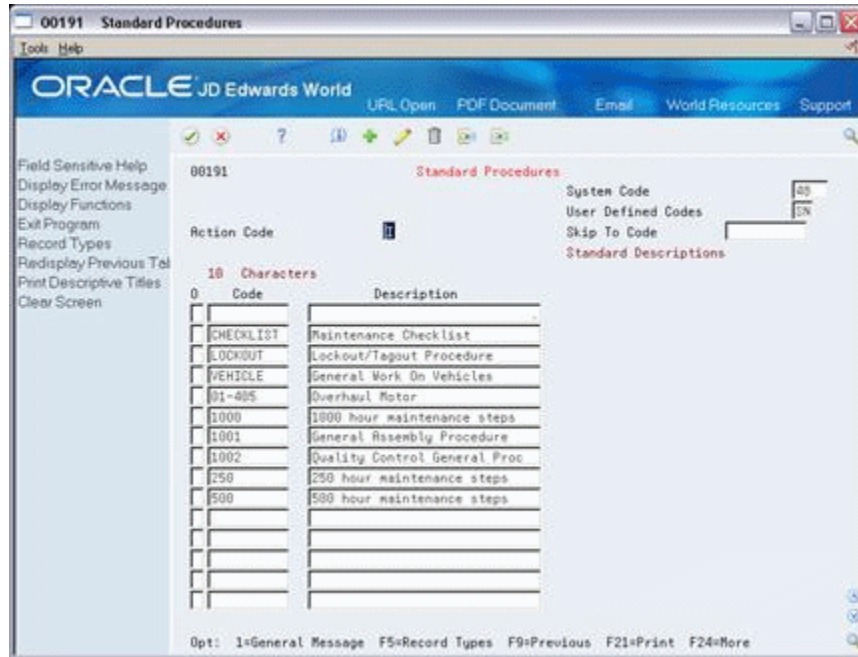 00191 Standard Procedures
Tools Help
ORACLE JD Edwards World
URL Open PDF Document Email World Resources Support
Field Sensitive Help
Display Error Message
Display Functions
Exit Program
Record Types
Redisplay Previous Tal
Print Descriptive Titles
Clear Screen
00191 Standard Procedures
System Code 48
User Defined Codes SN
Action Code I Skip To Code
Standard Descriptions
10 Characters
O Code Description
CHECKLIST Maintenance Checklist
LOCKOUT Lockout/Tagout Procedure
VEHICLE General Work On Vehicles
01-405 Overhaul Motor
1000 1000 hour maintenance steps
1001 General Assembly Procedure
1002 Quality Control General Proc
250 250 hour maintenance steps
500 500 hour maintenance steps
Opt: 1=General Message F5=Record Types F9=Previous F21=Print F24=More